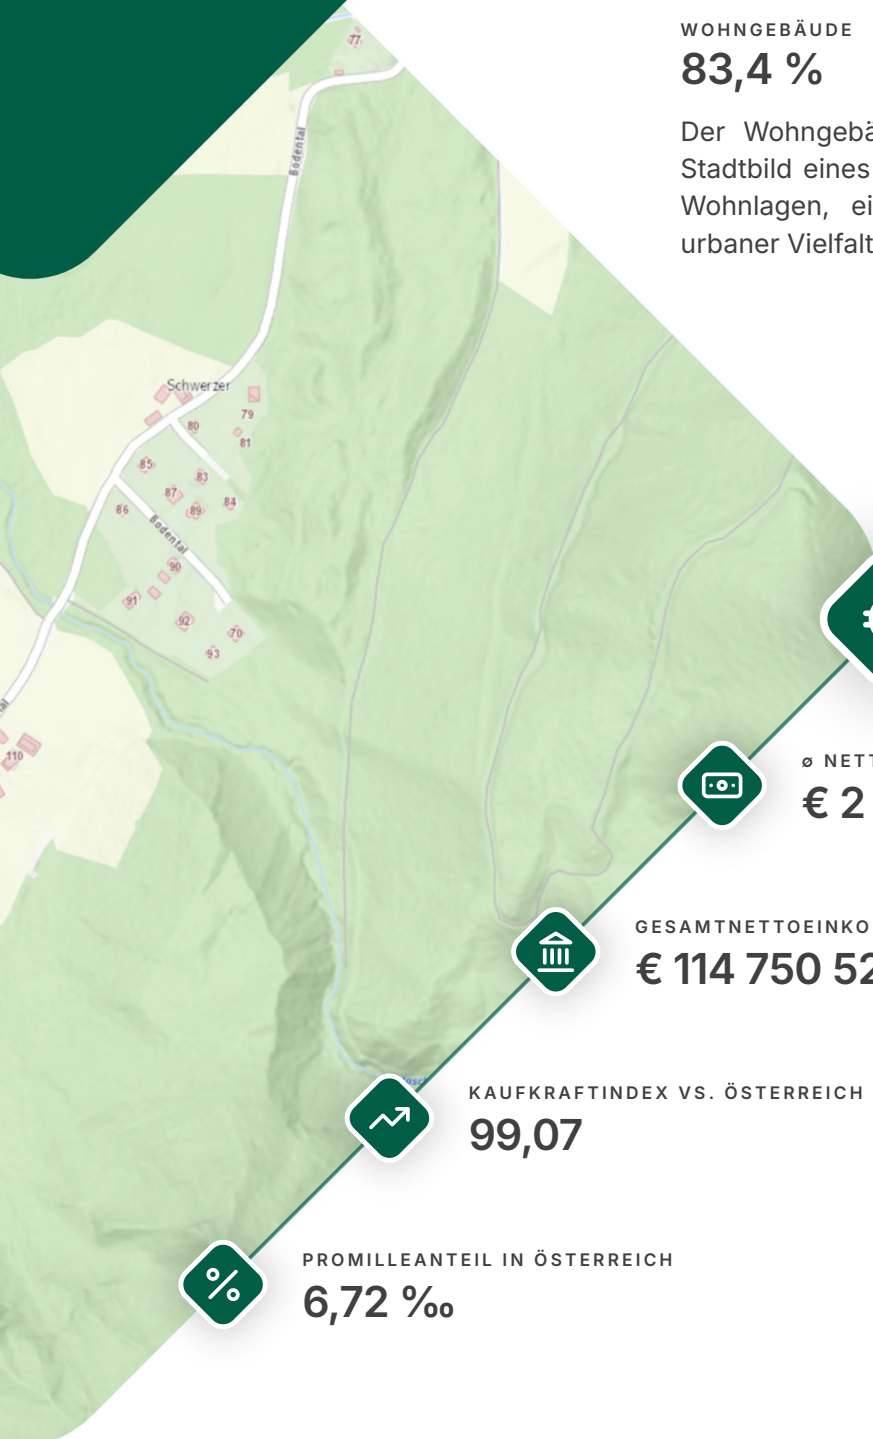 WOHNGEBÄUDE
83,4 %
Der Wohngebä
Stadtbild eines
Wohnlagen, ei
urbaner Vielfalt
77
Bodental
Schwerzer
79
80
81
85
83
87
84
86
89
Bodental
90
91
92
70
93
al
110
ø NETT
€ 2
GESAMTNETTOEINKO
€ 114 750 52
KAUFKRAFTINDEX VS. ÖSTERREICH
99,07
PROMILLEANTEIL IN ÖSTERREICH
6,72 ‰